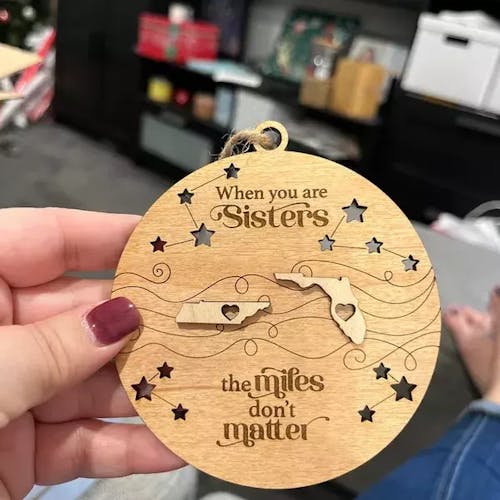 When you are
Sisters
the miles
don't
matter